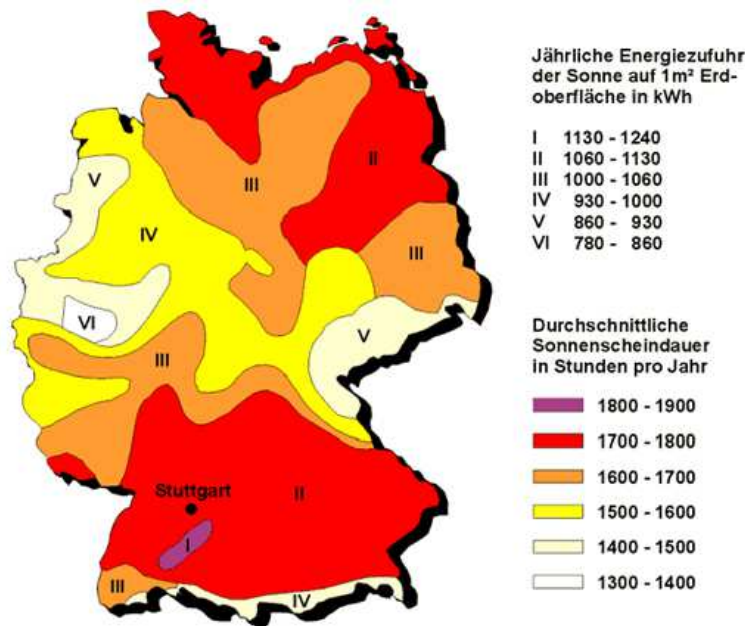 Jährliche Energiezufuhr
der Sonne auf 1m² Erd-
oberfläche in kWh
I 1130 - 1240
II 1060 - 1130
III 1000 - 1060
IV 930 - 1000
V 860 - 930
VI 780 - 860
Durchschnittliche
Sonnenscheindauer
in Stunden pro Jahr
1800 - 1900
1700 - 1800
1600 - 1700
1500 - 1600
1400 - 1500
1300 - 1400
II
V
III
IV
III
VI
V
III
Stuttgart
II
I
III
IV